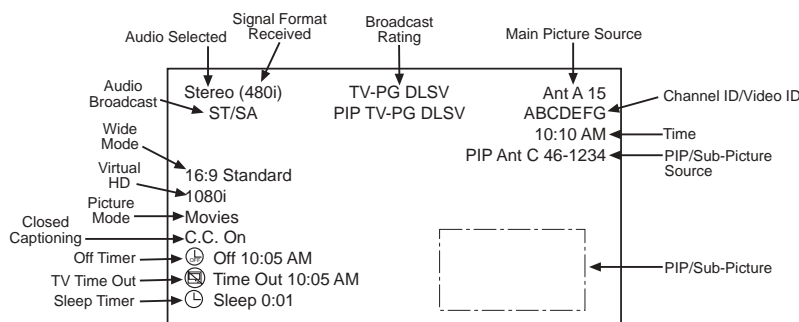 Audio Selected
Signal Format
Received
Broadcast
Rating
Main Picture Source
Audio
Broadcast
Stereo (480i)
ST/SA
TV-PG DLSV
PIP TV-PG DLSV
Ant A 15
ABCDEFG
10:10 AM
PIP Ant C 46-1234
Channel ID/Video ID
Time
PIP/Sub-Picture
Source
Wide
Mode
16:9 Standard
Virtual
HD
1080i
Picture
Mode
Movies
Closed
Captioning
C.C. On
Off Timer
OFF
Off 10:05 AM
TV Time Out
Time Out 10:05 AM
Sleep Timer
Sleep 0:01
PIP/Sub-Picture